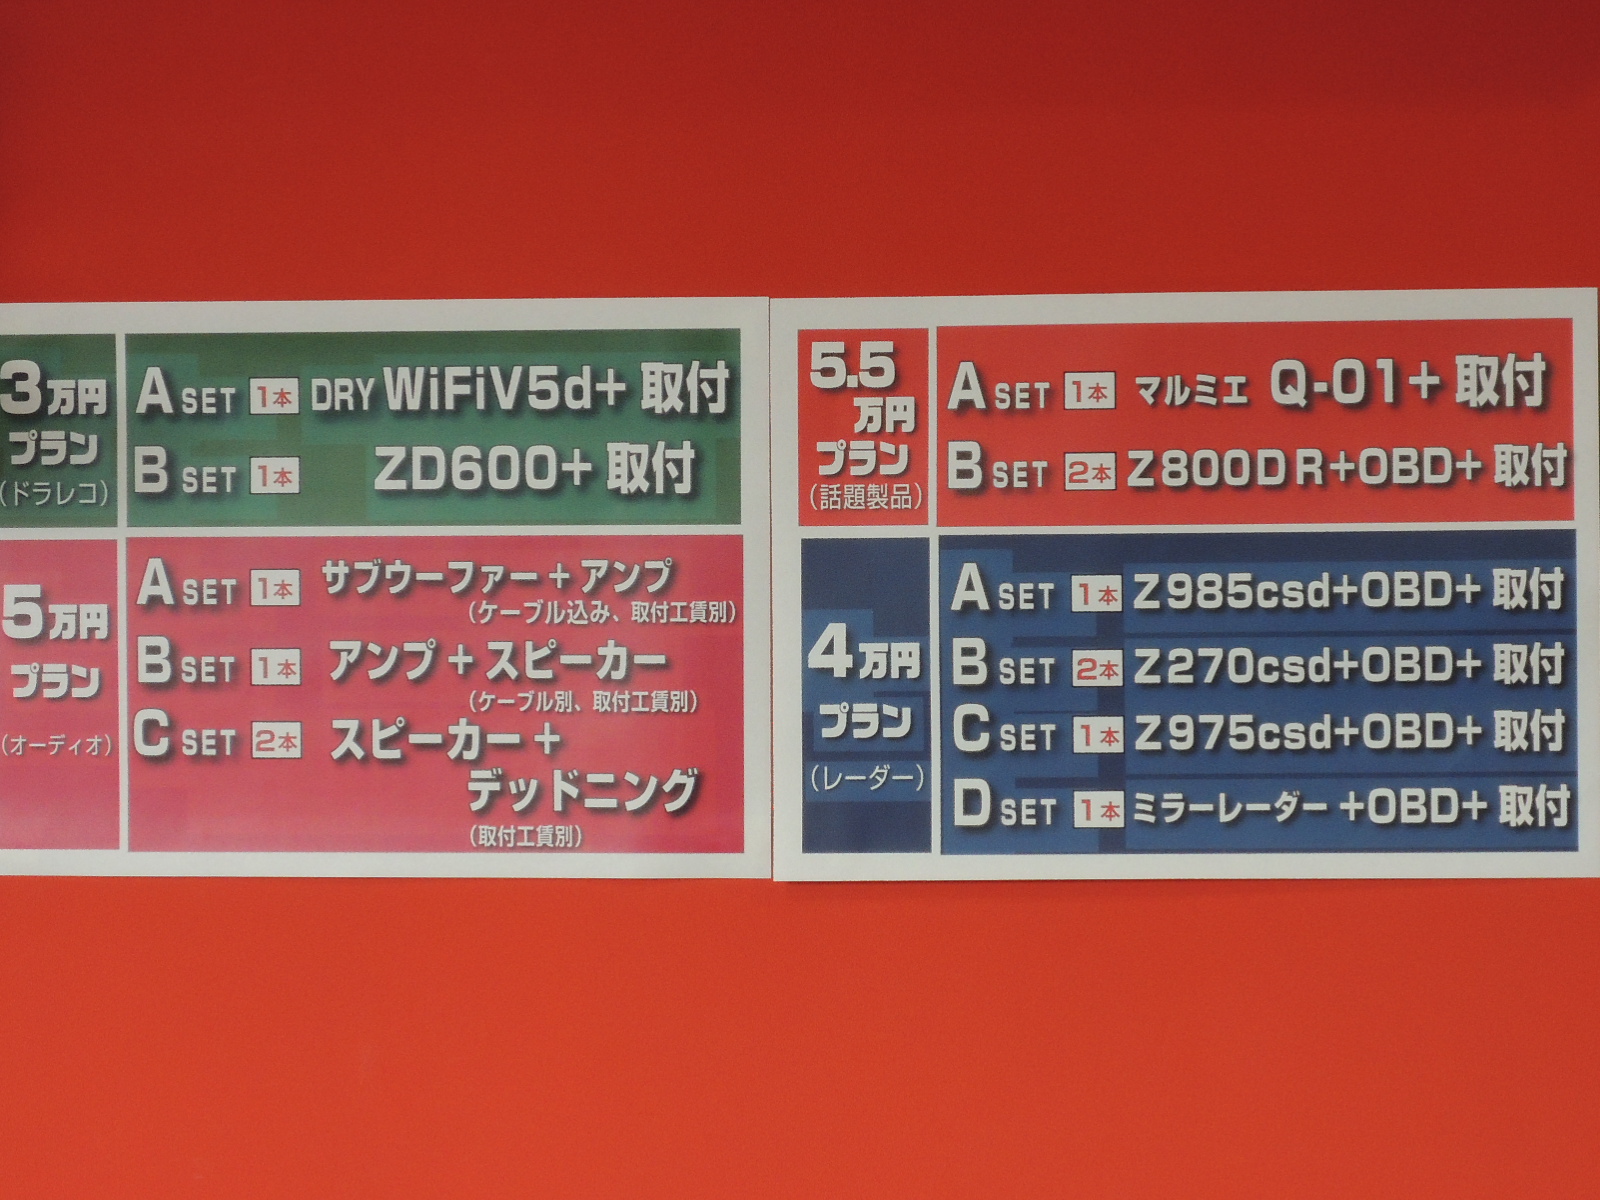 3万円
プラン
(ドラレコ)
A SET 1本 DRY WiFiV5d+ 取付
B SET 1本 ZD600+ 取付
5万円
プラン
(オーディオ)
A SET 1本 サブウーファー+アンプ
(ケーブル込み、取付工賃別)
B SET 1本 アンプ+スピーカー
(ケーブル別、取付工賃別)
C SET 2本 スピーカー+
デッドニング
(取付工賃別)
5.5
万円
プラン
(話題製品)
A SET 1本 マルミエ Q-01+ 取付
B SET 2本 Z800DR+OBD+ 取付
4万円
プラン
(レーダー)
A SET 1本 Z985csd+OBD+ 取付
B SET 2本 Z270csd+OBD+ 取付
C SET 1本 Z975csd+OBD+ 取付
D SET 1本 ミラーレーダー +OBD+ 取付